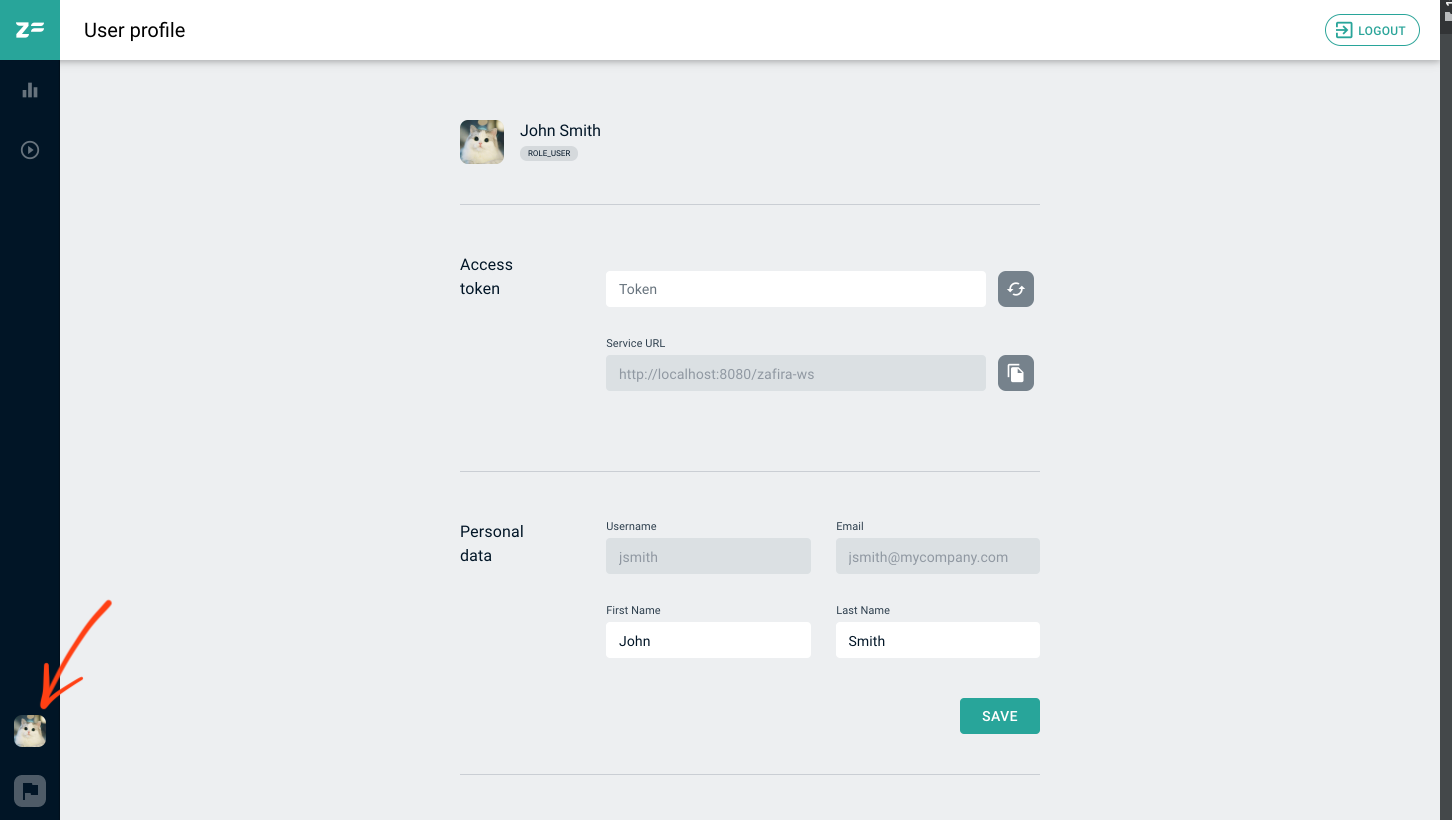 ZF
User profile
LOGOUT
John Smith
ROLE_USER
Access
token
Token
Service URL
http://localhost:8080/zafira-ws
Personal
data
Username
Email
jsmith
jsmith@mycompany.com
First Name
Last Name
John
Smith
SAVE